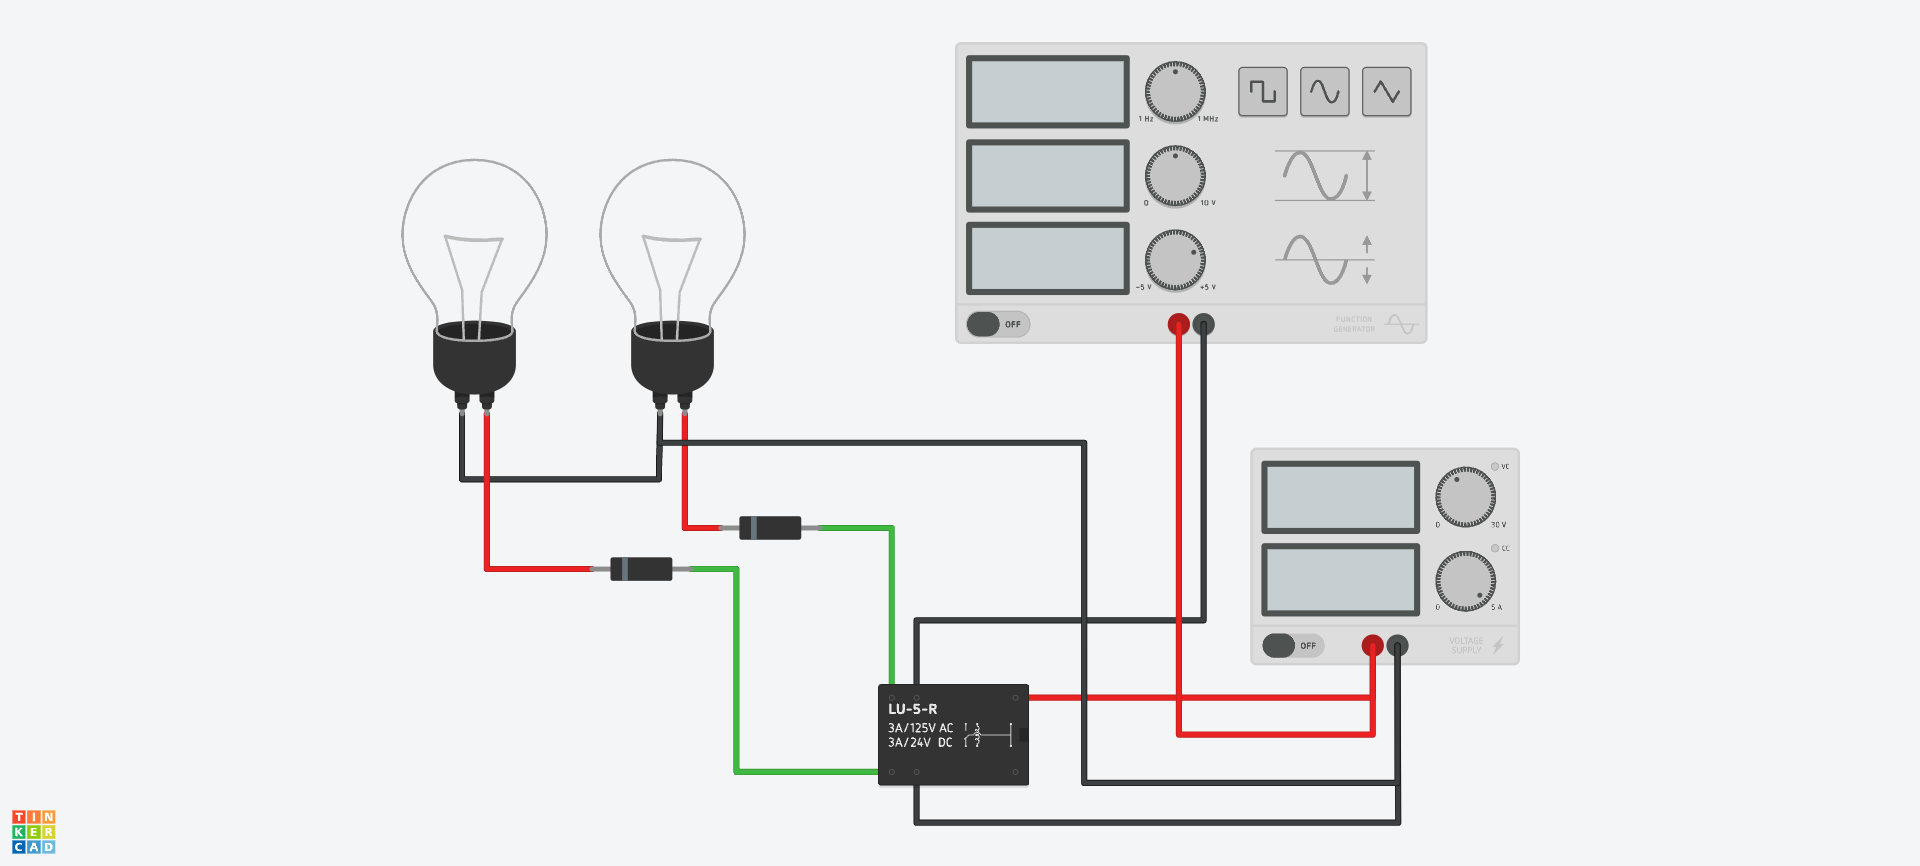 1 Hz
1 MHz
0
10 V
-5 V
+5 V
OFF
FUNCTION
GENERATOR
VC
0
30 V
CC
0
5 A
OFF
VOLTAGE
SUPPLY
LU-5-R
3A/125V AC
3A/24V DC
TIN
KER
CAD